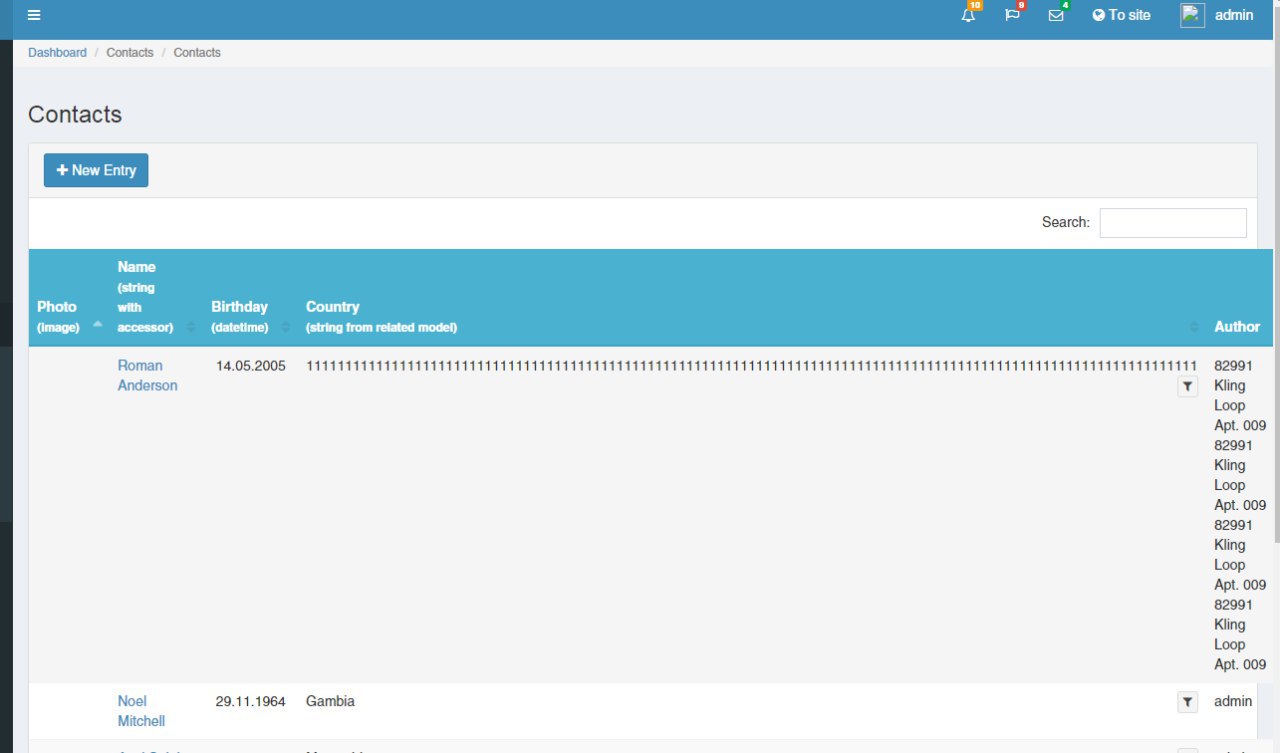 10 9 4 To site admin
Dashboard / Contacts / Contacts
Contacts
New Entry
Search:
Photo
(image)
Name
(string
with
accessor)
Birthday
(datetime)
Country
(string from related model)
Author
Roman
Anderson
14.05.2005
82991
Kling
Loop
Apt. 009
82991
Kling
Loop
Apt. 009
82991
Kling
Loop
Apt. 009
82991
Kling
Loop
Apt. 009
Noel
Mitchell
29.11.1964
Gambia
admin